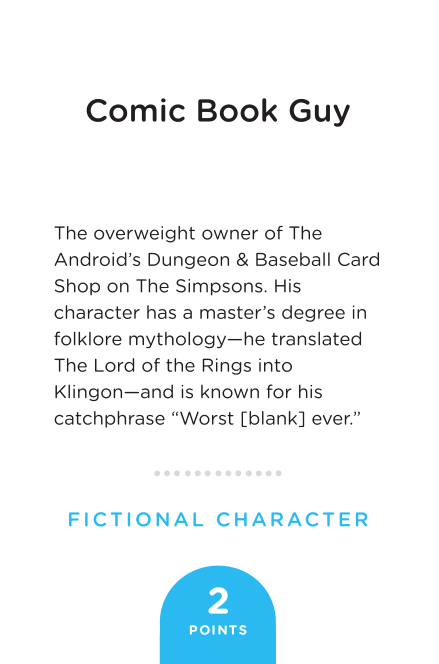 Comic Book Guy
The overweight owner of The
Android’s Dungeon & Baseball Card
Shop on The Simpsons. His
character has a master’s degree in
folklore mythology—he translated
The Lord of the Rings into
Klingon—and is known for his
catchphrase “Worst [blank] ever.”
FICTIONAL CHARACTER
2
POINTS